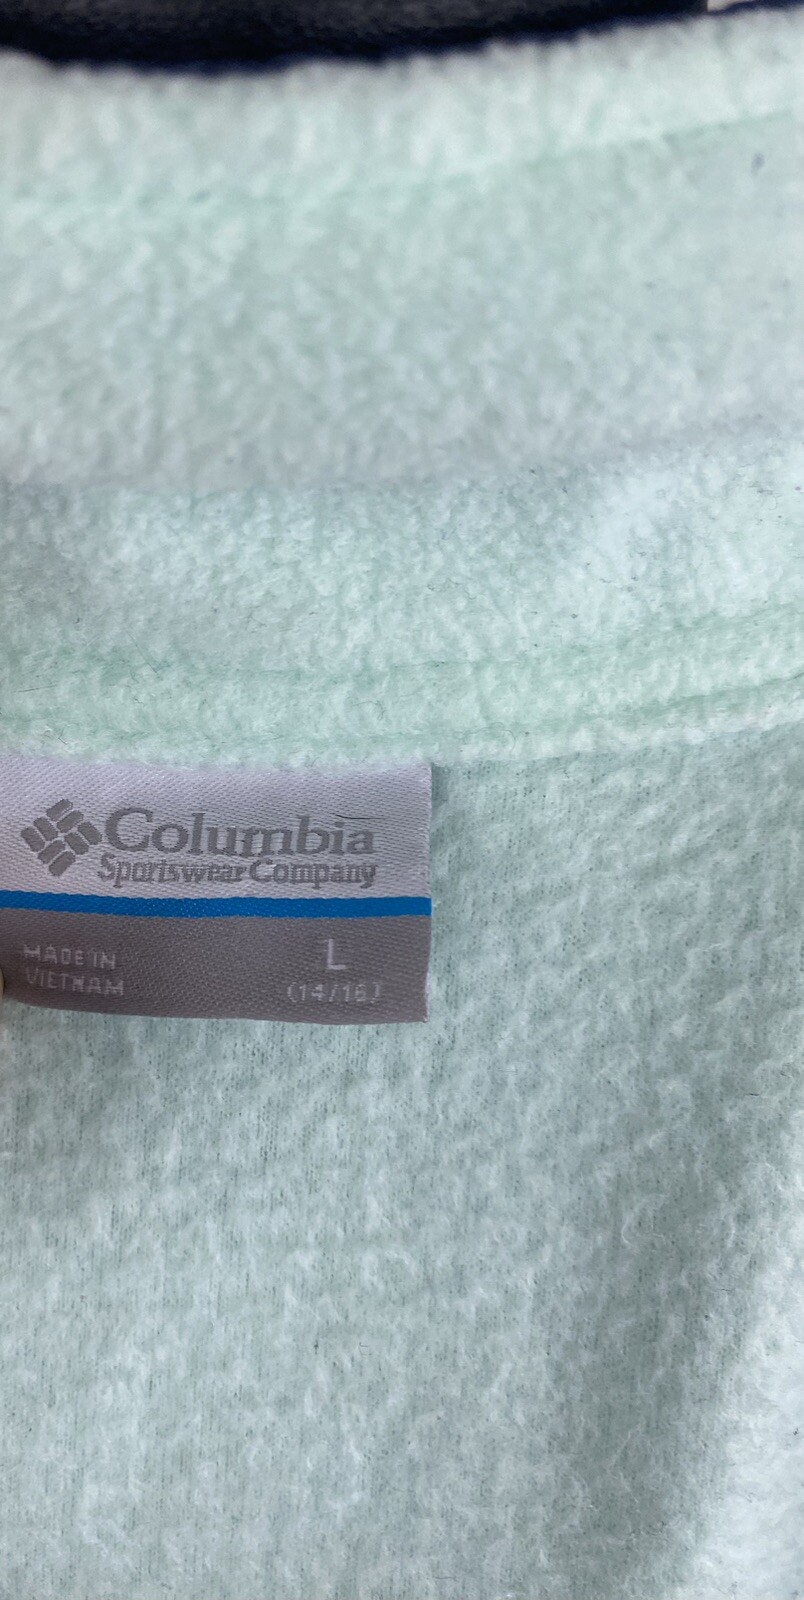 Columbia
Sportswear Company
MADE IN
VIETNAM
L
(14/16)